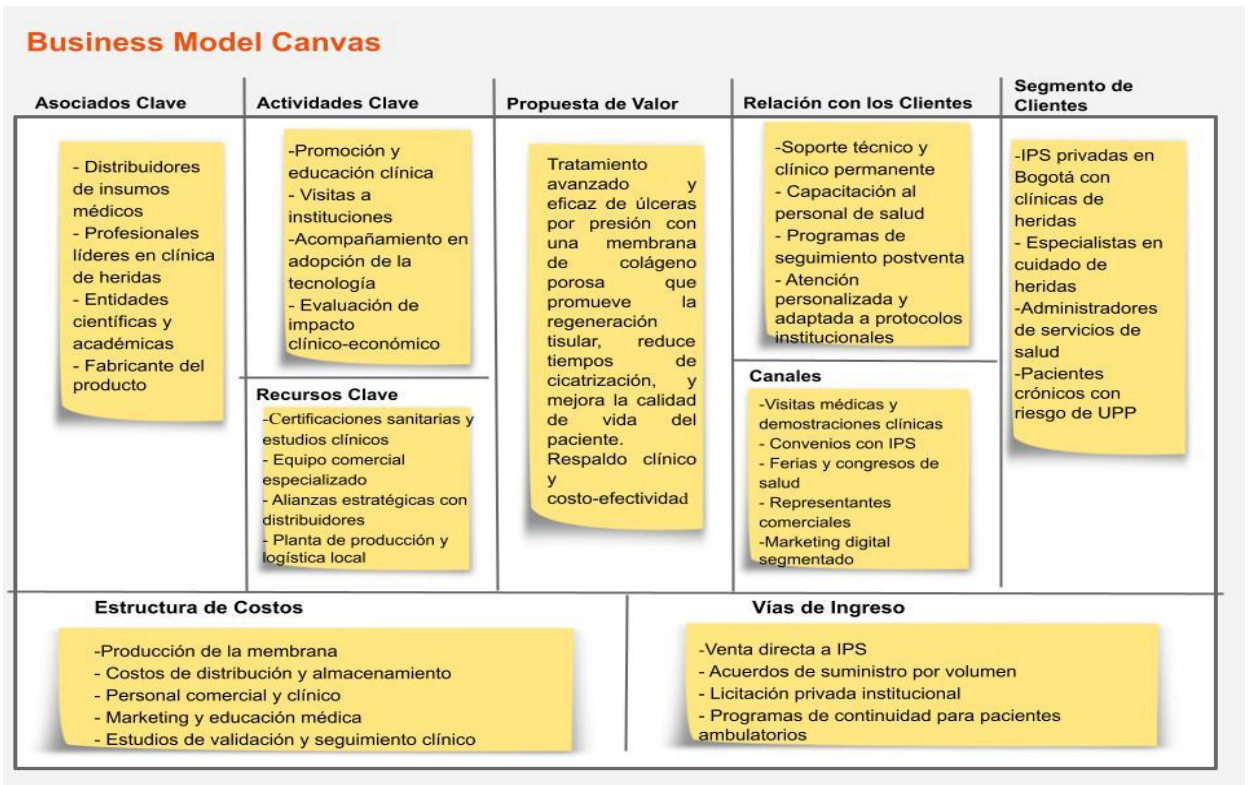 Business Model Canvas
Asociados Clave
- Distribuidores
de insumos
médicos
- Profesionales
líderes en clínica
de heridas
- Entidades
científicas y
académicas
- Fabricante del
producto
Actividades Clave
-Promoción y
educación clínica
- Visitas a
instituciones
-Acompañamiento en
adopción de la
tecnología
- Evaluación de
impacto
clínico-económico
Recursos Clave
-Certificaciones sanitarias y
estudios clínicos
- Equipo comercial
especializado
- Alianzas estratégicas con
distribuidores
- Planta de producción y
logística local
Propuesta de Valor
Tratamiento
avanzado y
eficaz de úlceras
por presión con
una membrana
de colágeno
porosa que
promueve la
regeneración
tisular, reduce
tiempos de
cicatrización, y
mejora la calidad
de vida del
paciente.
Respaldo clínico
y
costo-efectividad
Relación con los Clientes
-Soporte técnico y
clínico permanente
- Capacitación al
personal de salud
- Programas de
seguimiento postventa
- Atención
personalizada y
adaptada a protocolos
institucionales
Canales
-Visitas médicas y
demostraciones clínicas
- Convenios con IPS
- Ferias y congresos de
salud
- Representantes
comerciales
-Marketing digital
segmentado
Segmento de
Clientes
-IPS privadas en
Bogotá con
clínicas de
heridas
- Especialistas en
cuidado de
heridas
-Administradores
de servicios de
salud
-Pacientes
crónicos con
riesgo de UPP
Estructura de Costos
-Producción de la membrana
- Costos de distribución y almacenamiento
- Personal comercial y clínico
- Marketing y educación médica
- Estudios de validación y seguimiento clínico
Vías de Ingreso
-Venta directa a IPS
- Acuerdos de suministro por volumen
- Licitación privada institucional
- Programas de continuidad para pacientes
ambulatorios